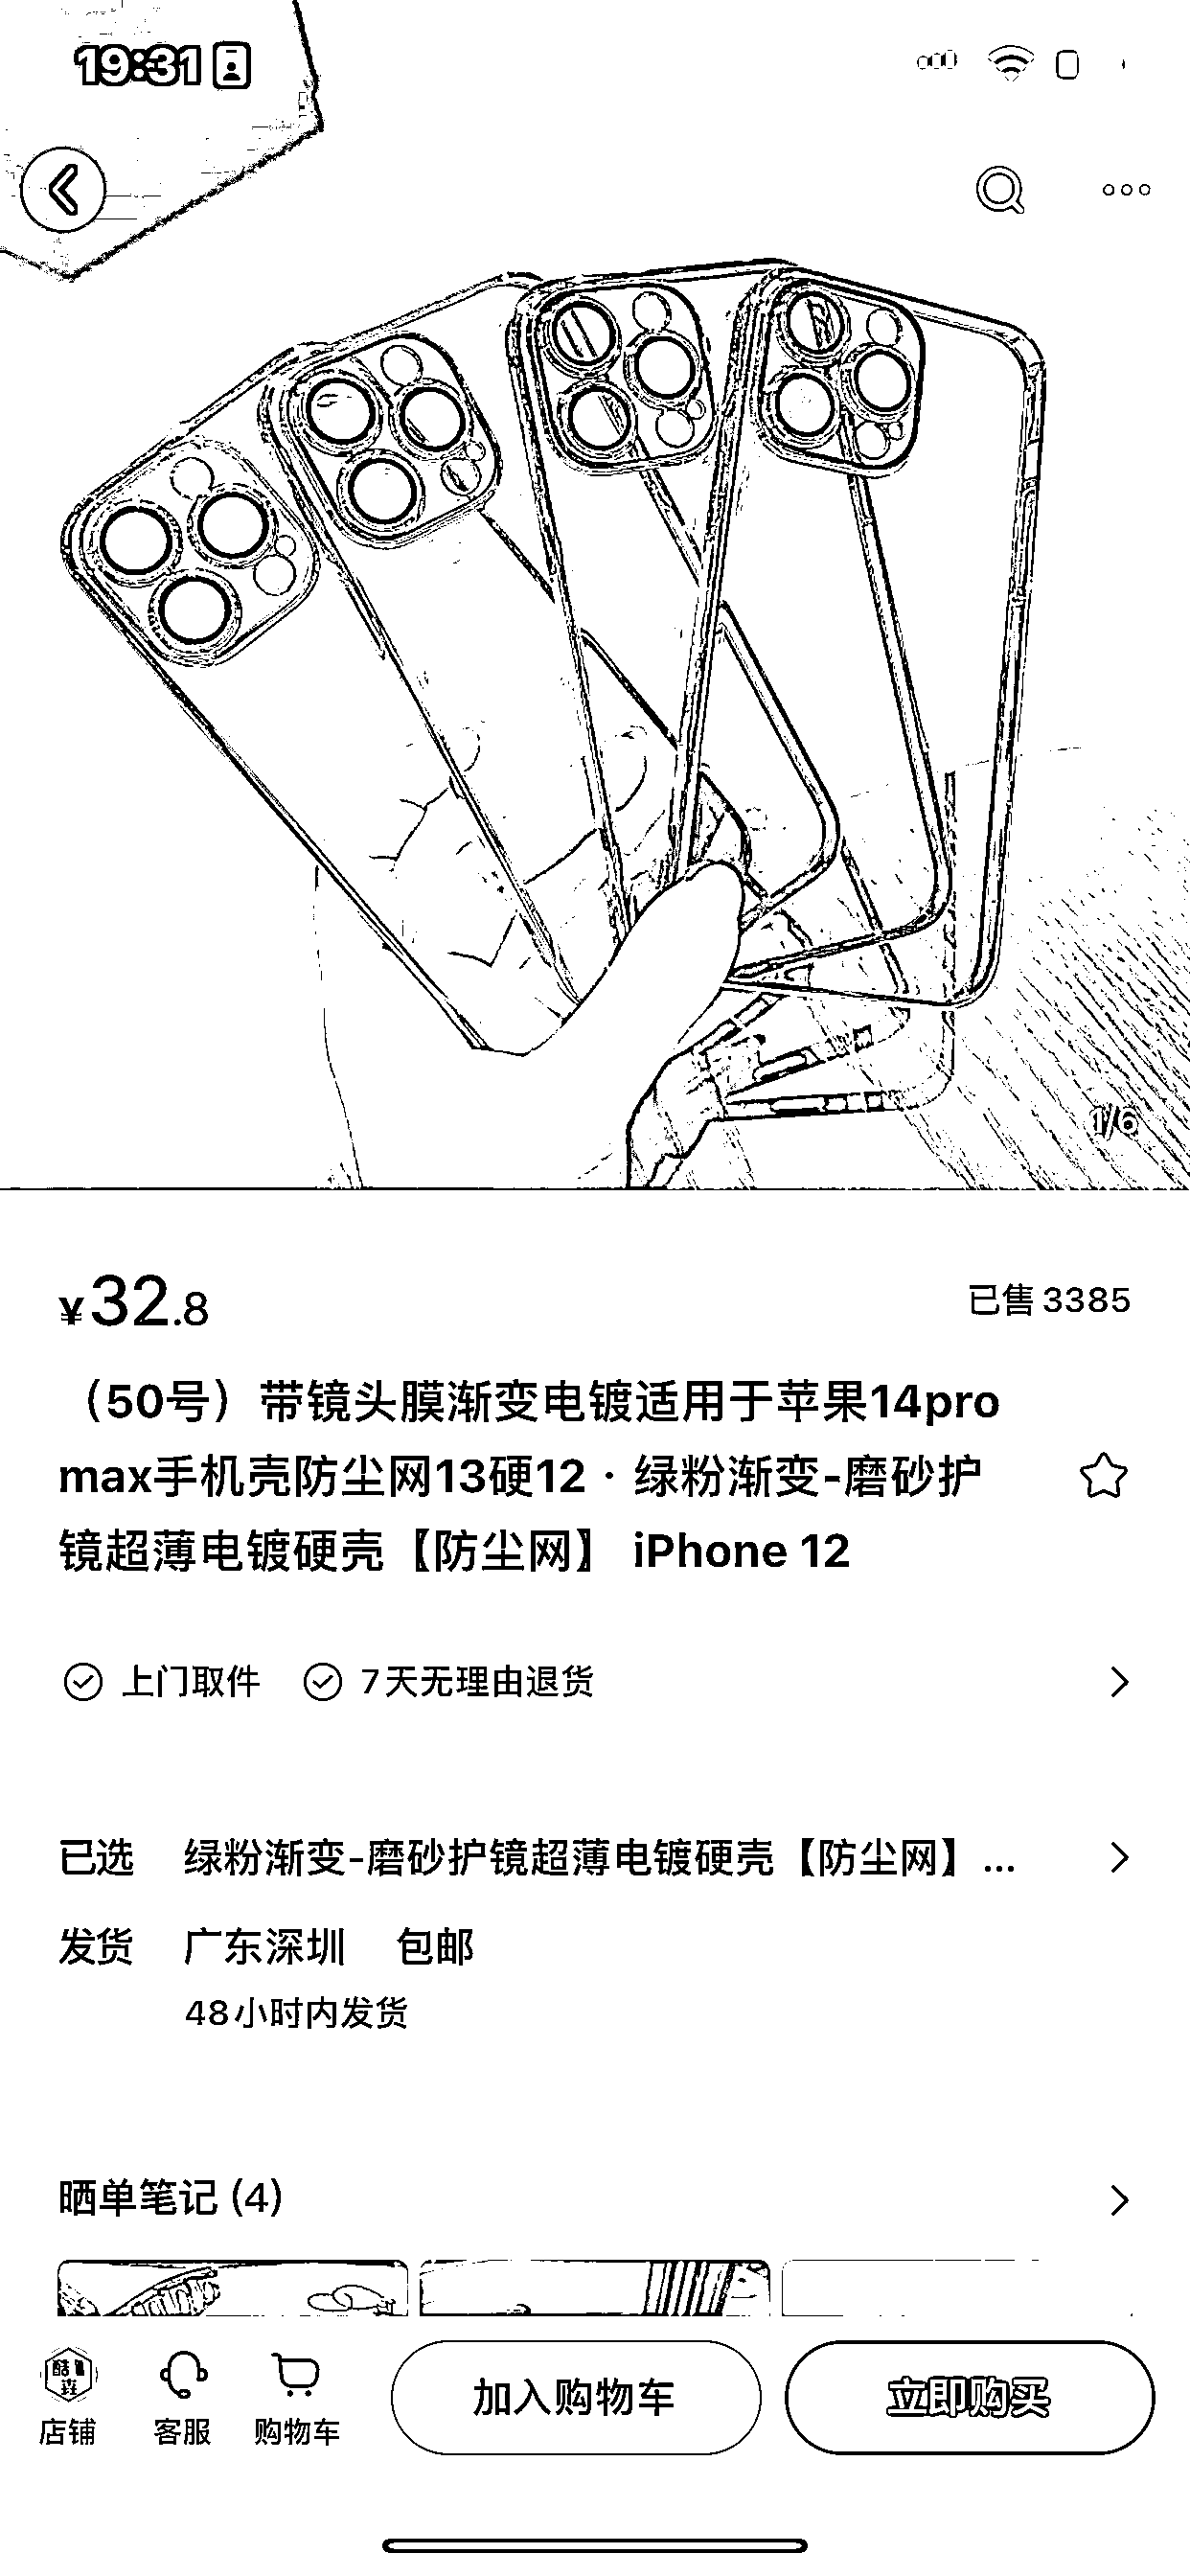 19:31
1/6
¥32.8
已售3385
（50号）带镜头膜渐变电镀适用于苹果14pro
max手机壳防尘网13硬12 · 绿粉渐变-磨砂护
镜超薄电镀硬壳【防尘网】 iPhone 12
上门取件 7天无理由退货
已选 绿粉渐变-磨砂护镜超薄电镀硬壳【防尘网】...
发货 广东深圳 包邮
48小时内发货
晒单笔记 (4)
店铺 客服 购物车 加入购物车 立即购买